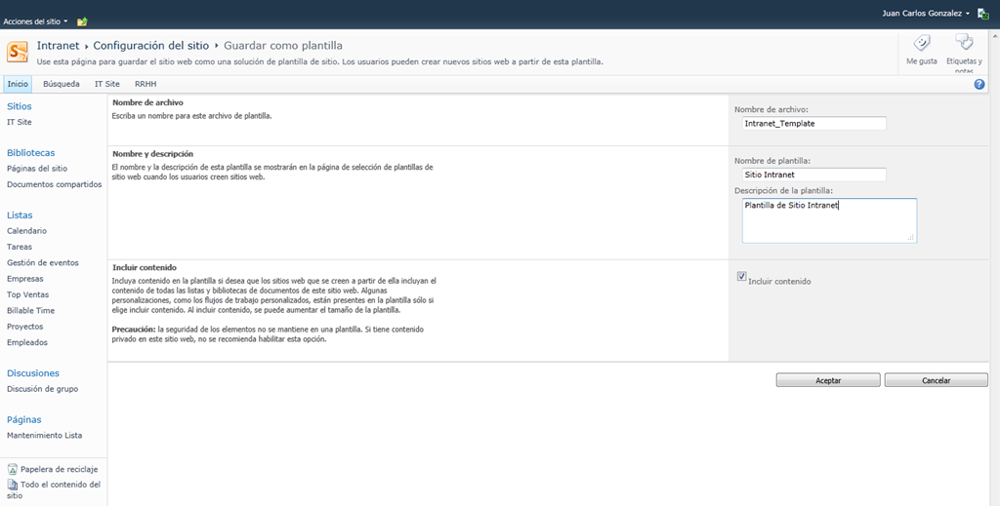 Juan Carlos Gonzalez
Acciones del sitio
Intranet Configuración del sitio Guardar como plantilla
Use esta página para guardar el sitio web como una solución de plantilla de sitio. Los usuarios pueden crear nuevos sitios web a partir de esta plantilla.
Me gusta
Etiquetas y
notas
Inicio Búsqueda IT Site RRHH
Sitios
IT Site
Bibliotecas
Páginas del sitio
Documentos compartidos
Listas
Calendario
Tareas
Gestión de eventos
Empresas
Top Ventas
Billable Time
Proyectos
Empleados
Discusiones
Discusión de grupo
Páginas
Mantenimiento Lista
Papelera de reciclaje
Todo el contenido del
sitio
Nombre de archivo
Escriba un nombre para este archivo de plantilla.
Nombre de archivo:
Intranet_Template
Nombre y descripción
El nombre y la descripción de esta plantilla se mostrarán en la página de selección de plantillas de
sitio web cuando los usuarios creen sitios web.
Nombre de plantilla:
Sitio Intranet
Descripción de la plantilla:
Plantilla de Sitio Intranet
Incluir contenido
Incluya contenido en la plantilla si desea que los sitios web que se creen a partir de ella incluyan el
contenido de todas las listas y bibliotecas de documentos de este sitio web. Algunas
personalizaciones, como los flujos de trabajo personalizados, están presentes en la plantilla sólo si
elige incluir contenido. Al incluir contenido, se puede aumentar el tamaño de la plantilla.
Precaución: la seguridad de los elementos no se mantiene en una plantilla. Si tiene contenido
privado en este sitio web, no se recomienda habilitar esta opción.
Incluir contenido
Aceptar
Cancelar